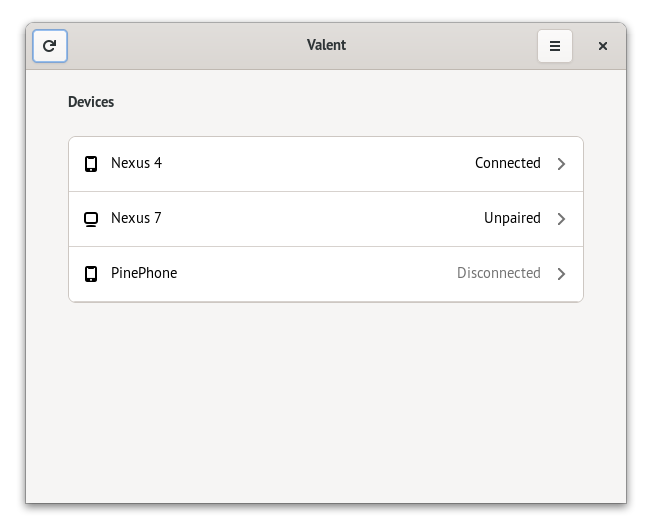 Valent
Devices
Nexus 4 Connected
Nexus 7 Unpaired
PinePhone Disconnected